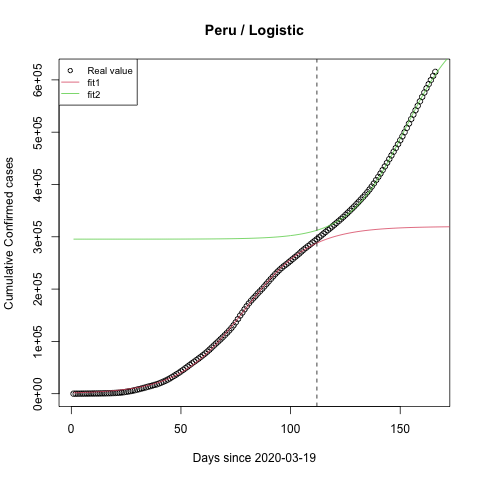 Peru / Logistic
Real value
fit1
fit2
Cumulative Confirmed cases
6e+05
5e+05
4e+05
3e+05
2e+05
1e+05
0e+00
0 50 100 150
Days since 2020-03-19